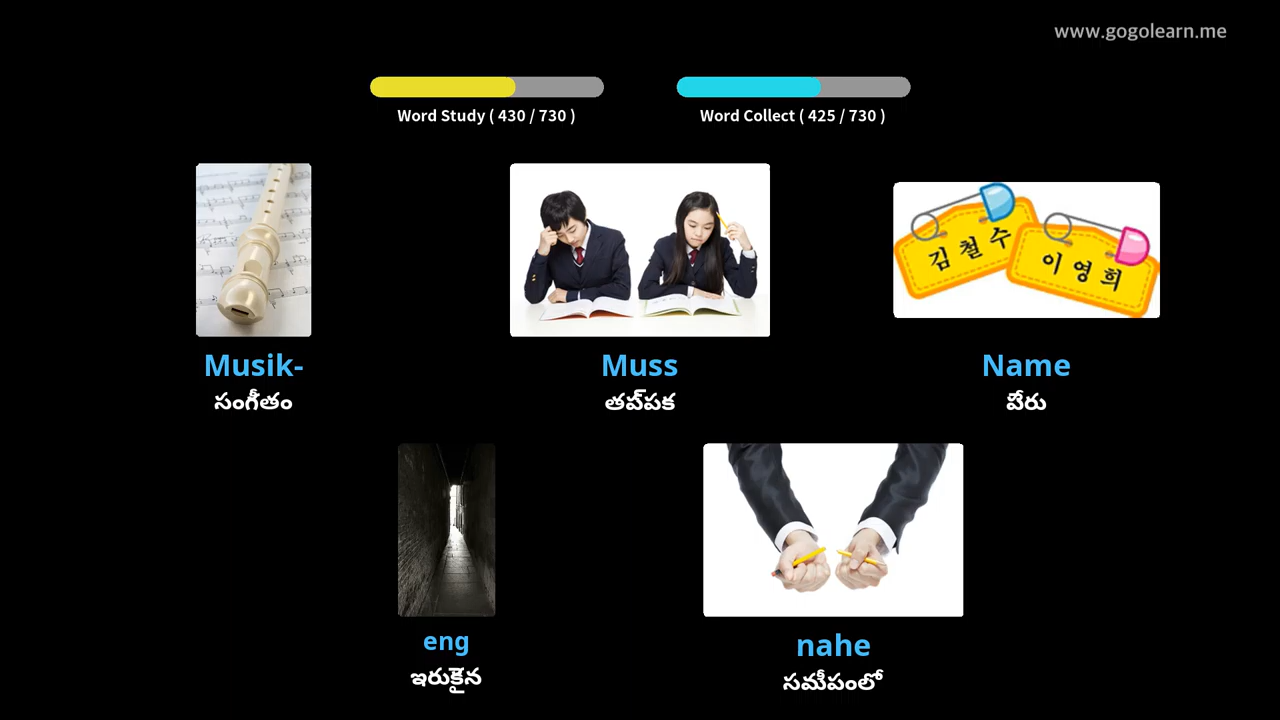 www.gogolearn.me
Word Study ( 430 / 730 )
Word Collect ( 425 / 730 )
김철수
이영희
Musik-
Muss
Name
సంగీతం
తప్పక
పేరు
eng
nahe
ఇరుకైన
సమీపంలో